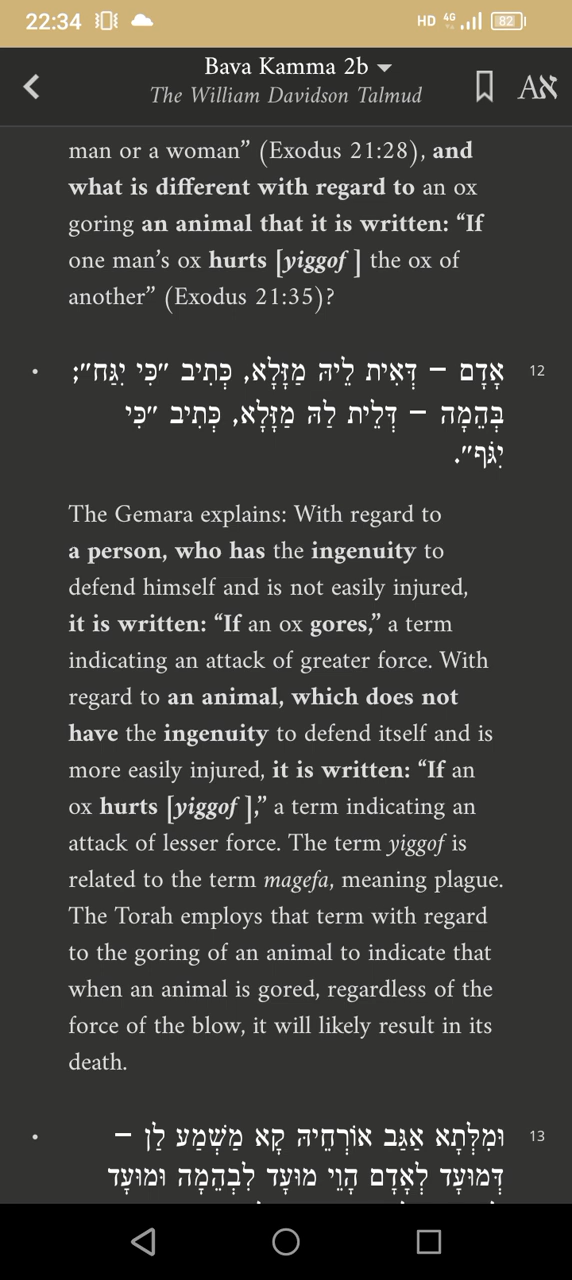 22:34
HD 4G 82
Bava Kamma 2b
The William Davidson Talmud
Aא
man or a woman” (Exodus 21:28), and
what is different with regard to an ox
goring an animal that it is written: “If
one man’s ox hurts [yiggof ] the ox of
another” (Exodus 21:35)?
12
אָדָם – דְּאִית לֵיהּ מַזָּלָא, כְּתִיב ״כִּי יִגַּח״;
בְּהֵמָה – דְּלֵית לַהּ מַזָּלָא, כְּתִיב ״כִּי
יִגֹּף״.
The Gemara explains: With regard to
a person, who has the ingenuity to
defend himself and is not easily injured,
it is written: “If an ox gores,” a term
indicating an attack of greater force. With
regard to an animal, which does not
have the ingenuity to defend itself and is
more easily injured, it is written: “If an
ox hurts [yiggof ],” a term indicating an
attack of lesser force. The term yiggof is
related to the term magefa, meaning plague.
The Torah employs that term with regard
to the goring of an animal to indicate that
when an animal is gored, regardless of the
force of the blow, it will likely result in its
death.
13
וּמִלְּתָא אַגַּב אוֹרְחֵיהּ קָא מַשְׁמַע לַן –
דְּמוּעָד לְאָדָם הָוֵי מוּעָד לִבְהֵמָה וּמוּעָד